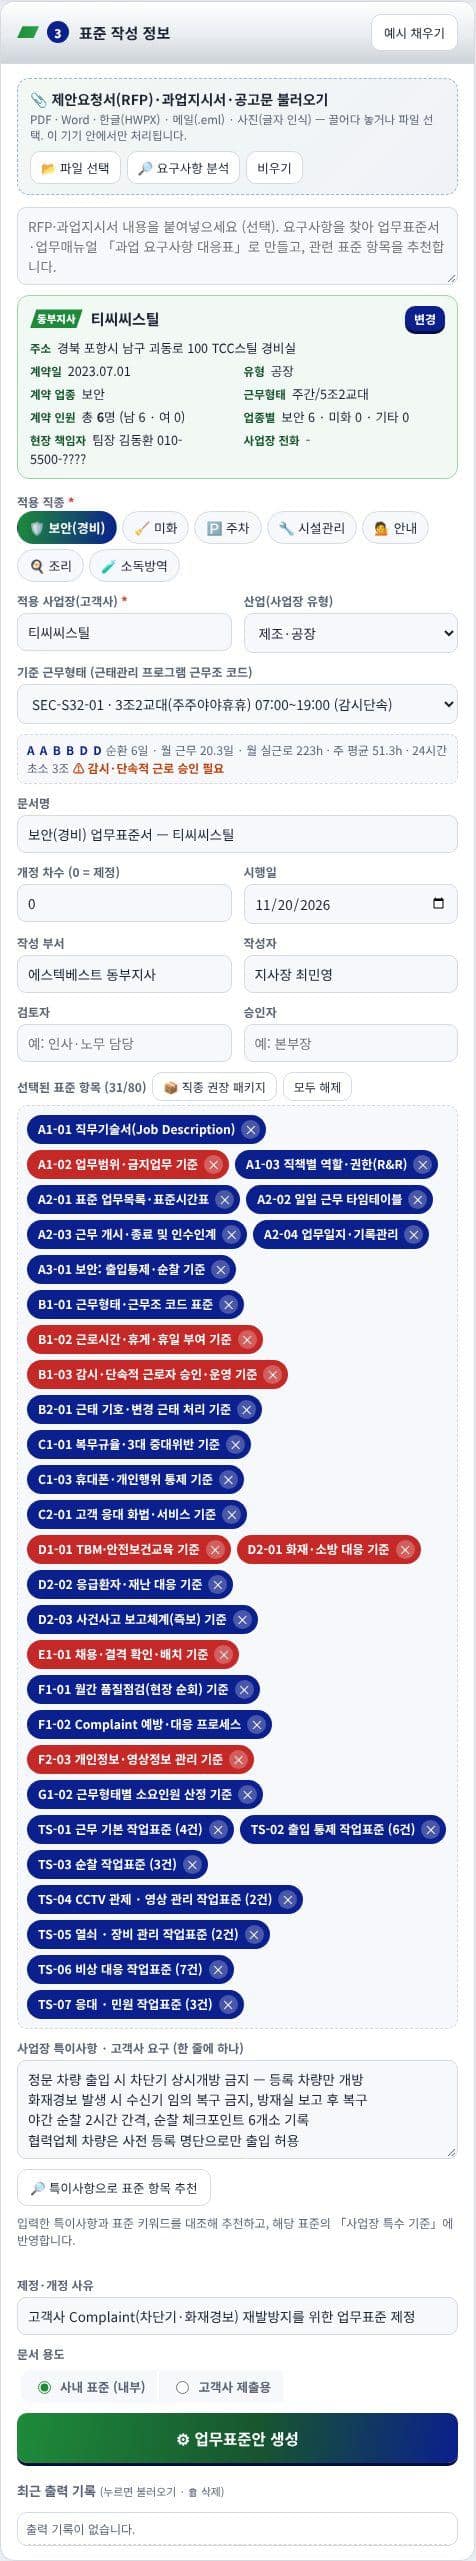 3 표준 작성 정보 예시 채우기
📎 제안요청서(RFP)·과업지시서·공고문 불러오기
PDF · Word · 한글(HWPX) · 메일(.eml) · 사진(글자 인식) — 끌어다 놓거나 파일 선
택. 이 기기 안에서만 처리됩니다.
📂 파일 선택 🔎 요구사항 분석 비우기
RFP·과업지시서 내용을 붙여넣으세요 (선택). 요구사항을 찾아 업무표준서
·업무매뉴얼 「과업 요구사항 대응표」로 만들고, 관련 표준 항목을 추천합
니다.
동부지사 티씨씨스틸 변경
주소 경북 포항시 남구 괴동로 100 TCC스틸 경비실
계약일 2023.07.01 유형 공장
계약 업종 보안 근무형태 주간/5조2교대
계약 인원 총 6명 (남 6 · 여 0) 업종별 보안 6 · 미화 0 · 기타 0
현장 책임자 팀장 김동환 010- 사업장 전화 -
5500-????
적용 직종 *
🛡️ 보안(경비) 🧹 미화 🅿️ 주차 🔧 시설관리 💁 안내
🍳 조리 🧪 소독방역
적용 사업장(고객사) * 산업(사업장 유형)
티씨씨스틸 제조·공장
기준 근무형태 (근태관리 프로그램 근무조 코드)
SEC-S32-01 · 3조2교대(주주야야휴휴) 07:00~19:00 (감시단속)
A A B B D D 순환 6일 · 월 근무 20.3일 · 월 실근로 223h · 주 평균 51.3h · 24시간
초소 3조 ⚠ 감시·단속적 근로 승인 필요
문서명
보안(경비) 업무표준서 — 티씨씨스틸
개정 차수 (0 = 제정) 시행일
0 11/20/2026
작성 부서 작성자
에스텍베스트 동부지사 지사장 최민영
검토자 승인자
예: 인사·노무 담당 예: 본부장
선택된 표준 항목 (31/80) 📦 직종 권장 패키지 모두 해제
A1-01 직무기술서(Job Description) ×
A1-02 업무범위·금지업무 기준 × A1-03 직책별 역할·권한(R&R) ×
A2-01 표준 업무목록·표준시간표 × A2-02 일일 근무 타임테이블 ×
A2-03 근무 개시·종료 및 인수인계 × A2-04 업무일지·기록관리 ×
A3-01 보안: 출입통제·순찰 기준 ×
B1-01 근무형태·근무조 코드 표준 ×
B1-02 근로시간·휴게·휴일 부여 기준 ×
B1-03 감시·단속적 근로자 승인·운영 기준 ×
B2-01 근태 기호·변경 근태 처리 기준 ×
C1-01 복무규율·3대 중대위반 기준 ×
C1-03 휴대폰·개인행위 통제 기준 ×
C2-01 고객 응대 화법·서비스 기준 ×
D1-01 TBM·안전보건교육 기준 × D2-01 화재·소방 대응 기준 ×
D2-02 응급환자·재난 대응 기준 ×
D2-03 사건사고 보고체계(즉보) 기준 ×
E1-01 채용·결격 확인·배치 기준 ×
F1-01 월간 품질점검(현장 순회) 기준 ×
F1-02 Complaint 예방·대응 프로세스 ×
F2-03 개인정보·영상정보 관리 기준 ×
G1-02 근무형태별 소요인원 산정 기준 ×
TS-01 근무 기본 작업표준 (4건) × TS-02 출입 통제 작업표준 (6건) ×
TS-03 순찰 작업표준 (3건) ×
TS-04 CCTV 관제 · 영상 관리 작업표준 (2건) ×
TS-05 열쇠 · 장비 관리 작업표준 (2건) ×
TS-06 비상 대응 작업표준 (7건) ×
TS-07 응대 · 민원 작업표준 (3건) ×
사업장 특이사항 · 고객사 요구 (한 줄에 하나)
정문 차량 출입 시 차단기 상시개방 금지 — 등록 차량만 개방
화재경보 발생 시 수신기 임의 복구 금지, 방재실 보고 후 복구
야간 순찰 2시간 간격, 순찰 체크포인트 6개소 기록
협력업체 차량은 사전 등록 명단으로만 출입 허용
🔎 특이사항으로 표준 항목 추천
입력한 특이사항과 표준 키워드를 대조해 추천하고, 해당 표준의 「사업장 특수 기준」에
반영합니다.
제정·개정 사유
고객사 Complaint(차단기·화재경보) 재발방지를 위한 업무표준 제정
문서 용도
사내 표준 (내부) 고객사 제출용
⚙ 업무표준안 생성
최근 출력 기록 (누르면 불러오기 · 🗑 삭제)
출력 기록이 없습니다.